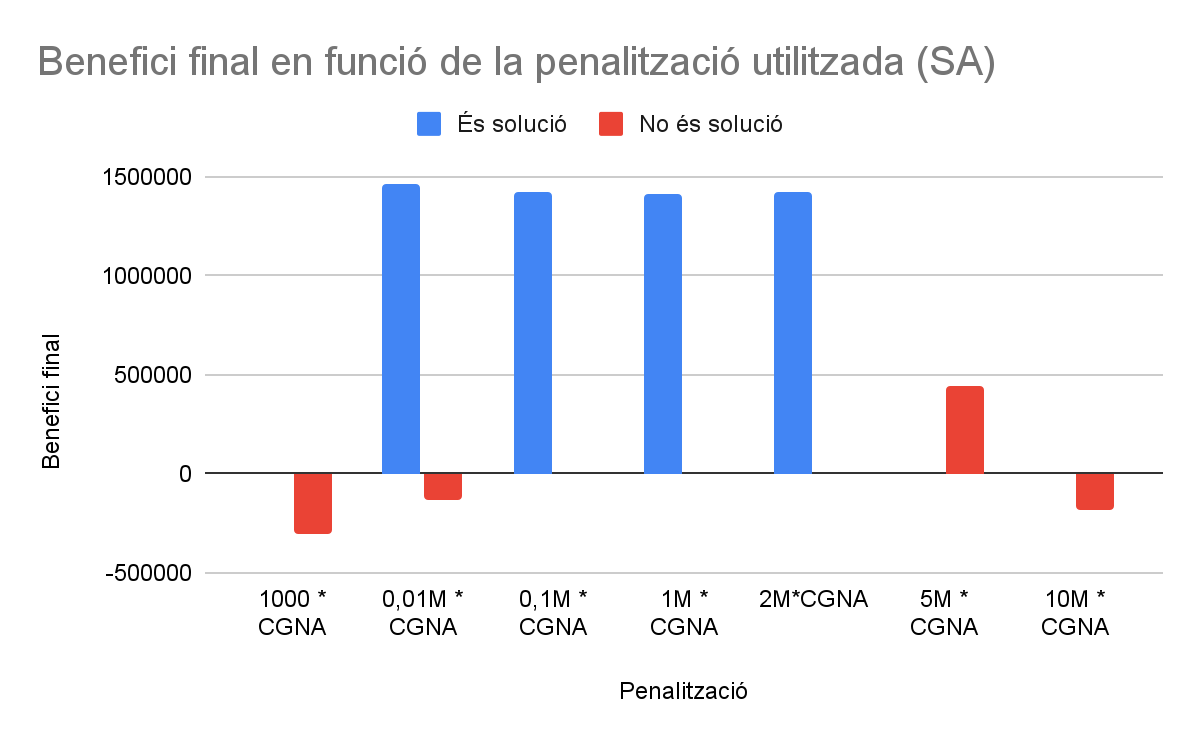 Benefici final en funció de la penalització utilitzada (SA)
És solució
No és solució
1500000
1000000
500000
0
-500000
Benefici final
1000 *
CGNA
0,01M *
CGNA
0,1M *
CGNA
1M *
CGNA
2M*CGNA
5M *
CGNA
10M *
CGNA
Penalització